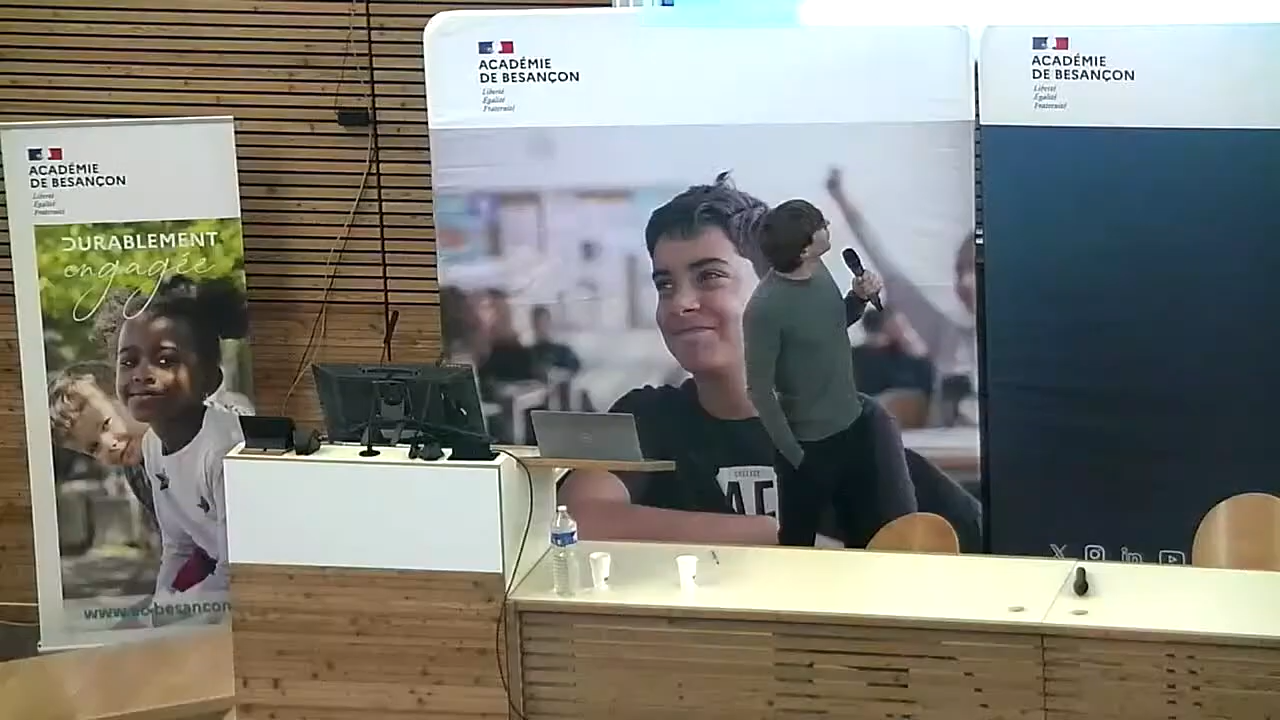 ACADÉMIE
DE BESANÇON
Liberté
Égalité
Fraternité
DURABLEMENT
engagée
www.ac-besancon
ACADÉMIE
DE BESANÇON
Liberté
Égalité
Fraternité
ACADÉMIE
DE BESANÇON
Liberté
Égalité
Fraternité